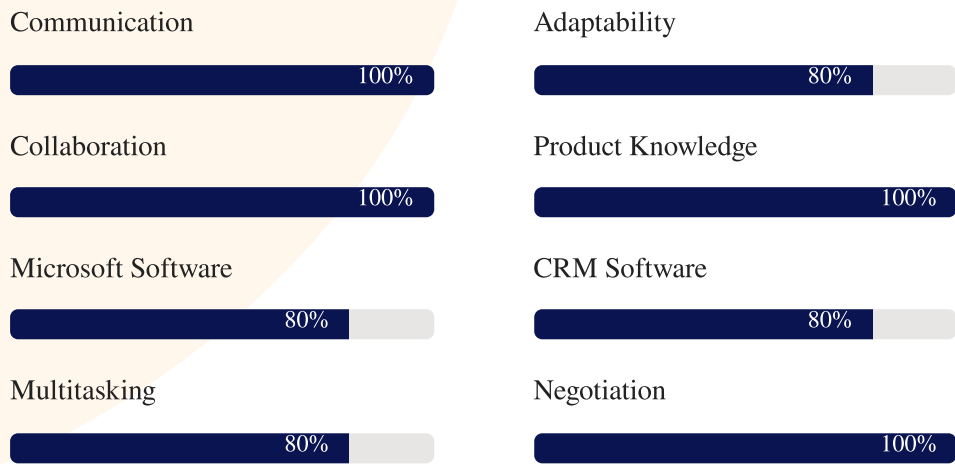 Communication
100%
Adaptability
80%
Collaboration
100%
Product Knowledge
100%
Microsoft Software
80%
CRM Software
80%
Multitasking
80%
Negotiation
100%